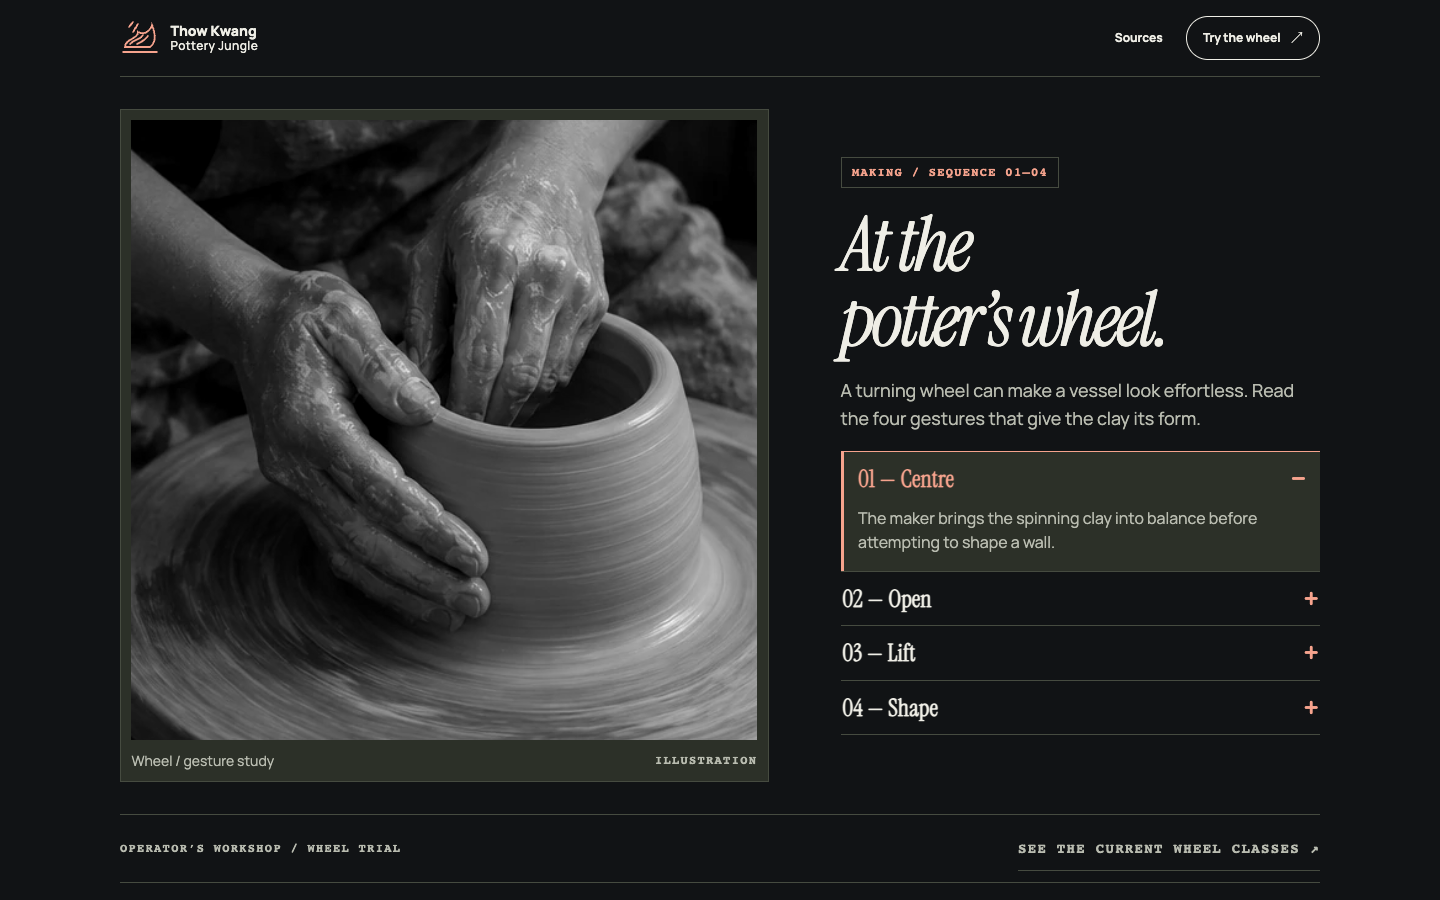 Thow Kwang
Pottery Jungle
Sources
Try the wheel ↗
MAKING / SEQUENCE 01—04
At the
potter’s wheel.
A turning wheel can make a vessel look effortless. Read
the four gestures that give the clay its form.
01 — Centre
The maker brings the spinning clay into balance before
attempting to shape a wall.
02 — Open
03 — Lift
04 — Shape
Wheel / gesture study
ILLUSTRATION
OPERATOR’S WORKSHOP / WHEEL TRIAL
SEE THE CURRENT WHEEL CLASSES ↗